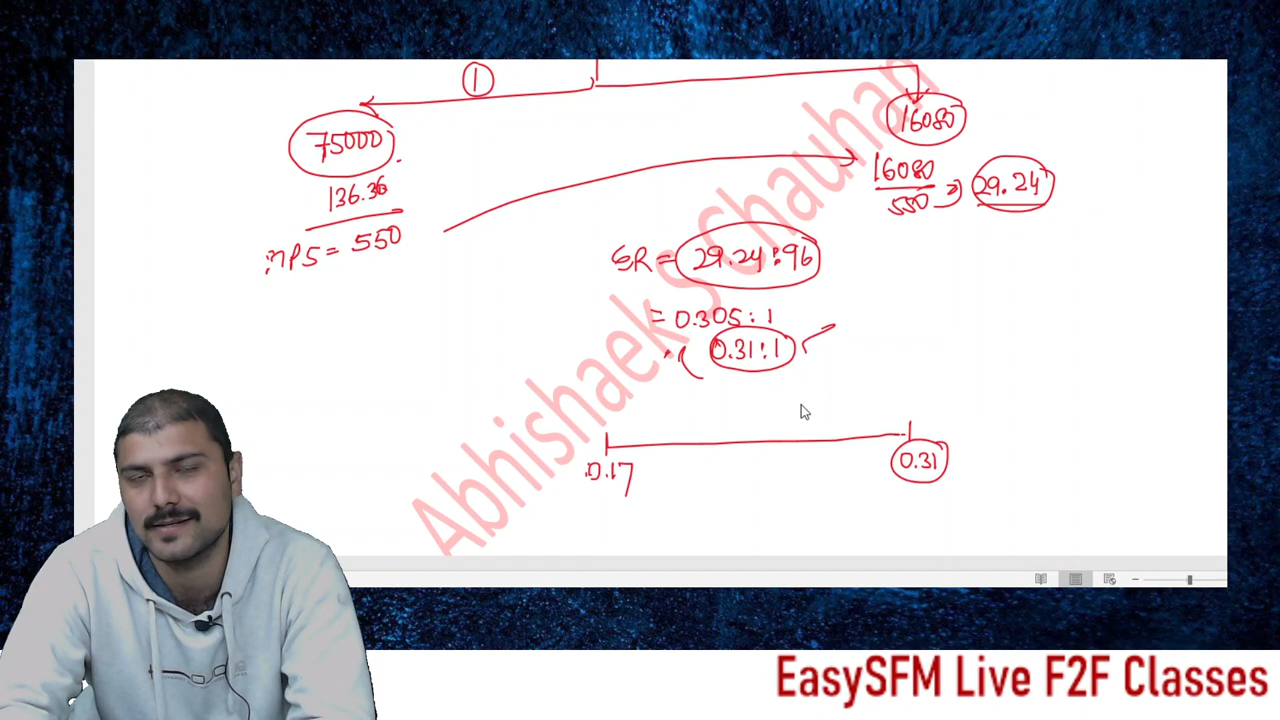 1
75000
16080
136.36
MPS = 550
16080
550
29.24
ER = 29.24:96
= 0.305:1
0.31:1
0.17
0.31
Abhishaek S Chauhan
EasySFM Live F2F Classes